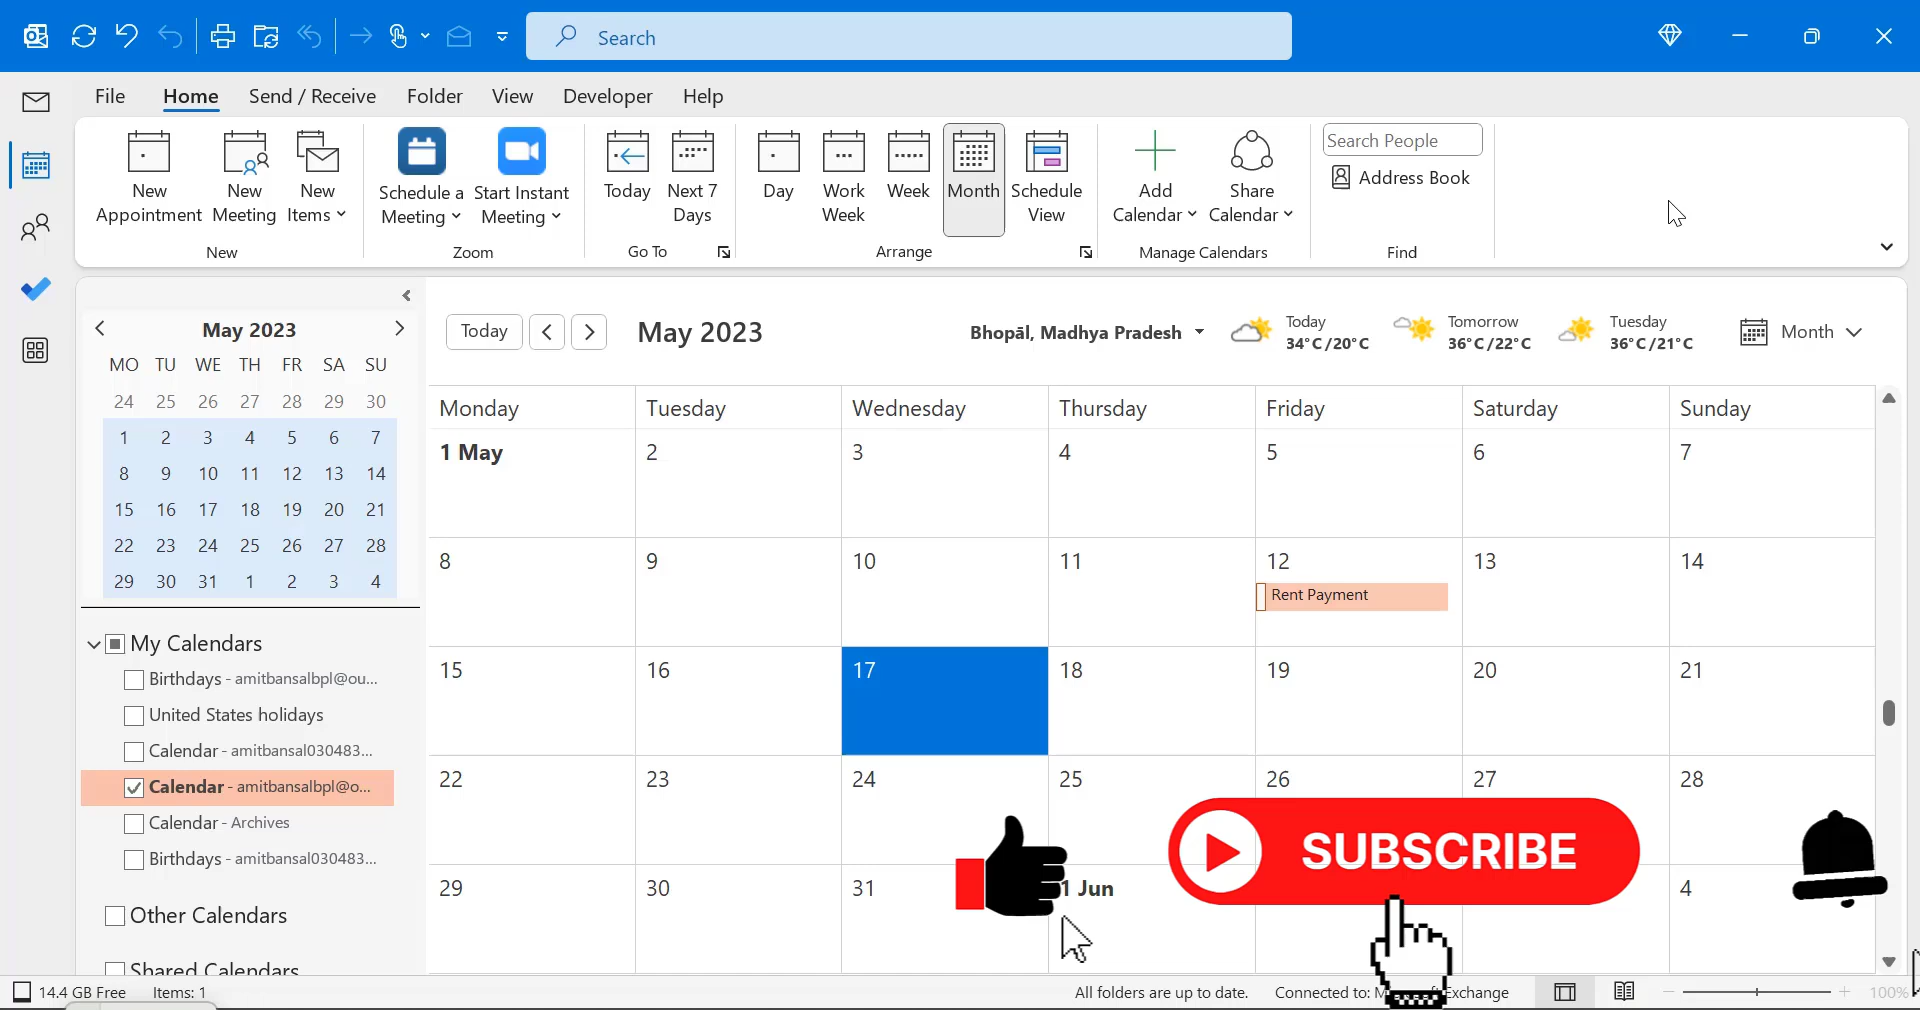 Search
File Home Send / Receive Folder View Developer Help
New Appointment
New Meeting
New Items
New
Schedule a Meeting
Start Instant Meeting
Zoom
Today
Next 7 Days
Go To
Day
Work Week
Week
Month
Schedule View
Arrange
Add Calendar
Share Calendar
Manage Calendars
Search People
Address Book
Find
May 2023
MO TU WE TH FR SA SU
24 25 26 27 28 29 30
1 2 3 4 5 6 7
8 9 10 11 12 13 14
15 16 17 18 19 20 21
22 23 24 25 26 27 28
29 30 31 1 2 3 4
My Calendars
Birthdays - amitbansalbpl@ou...
United States holidays
Calendar - amitbansal030483...
Calendar - amitbansalbpl@o...
Calendar - Archives
Birthdays - amitbansal030483...
Other Calendars
Shared Calendars
Today
May 2023
Bhopāl, Madhya Pradesh
Today
34°C/20°C
Tomorrow
36°C/22°C
Tuesday
36°C/21°C
Month
Monday Tuesday Wednesday Thursday Friday Saturday Sunday
1 May 2 3 4 5 6 7
8 9 10 11 12 13 14
Rent Payment
15 16 17 18 19 20 21
22 23 24 25 26 27 28
SUBSCRIBE
29 30 31 1 Jun 4
14.4 GB Free Items: 1
All folders are up to date. Connected to: Exchange 100%